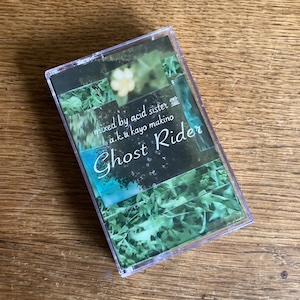 mixed by acid sister
a.k.a kayo makino
Ghost Rider